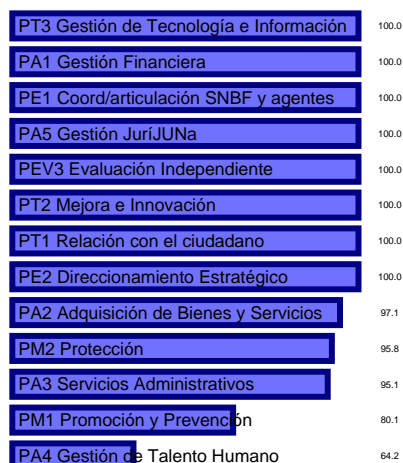 PT3 Gestión de Tecnología e Información 100.0
PA1 Gestión Financiera 100.0
PE1 Coord/articulación SNBF y agentes 100.0
PA5 Gestión JuríJUNa 100.0
PEV3 Evaluación Independiente 100.0
PT2 Mejora e Innovación 100.0
PT1 Relación con el ciudadano 100.0
PE2 Direccionamiento Estratégico 100.0
PA2 Adquisición de Bienes y Servicios 97.1
PM2 Protección 95.8
PA3 Servicios Administrativos 95.1
PM1 Promoción y Prevención 80.1
PA4 Gestión de Talento Humano 64.2